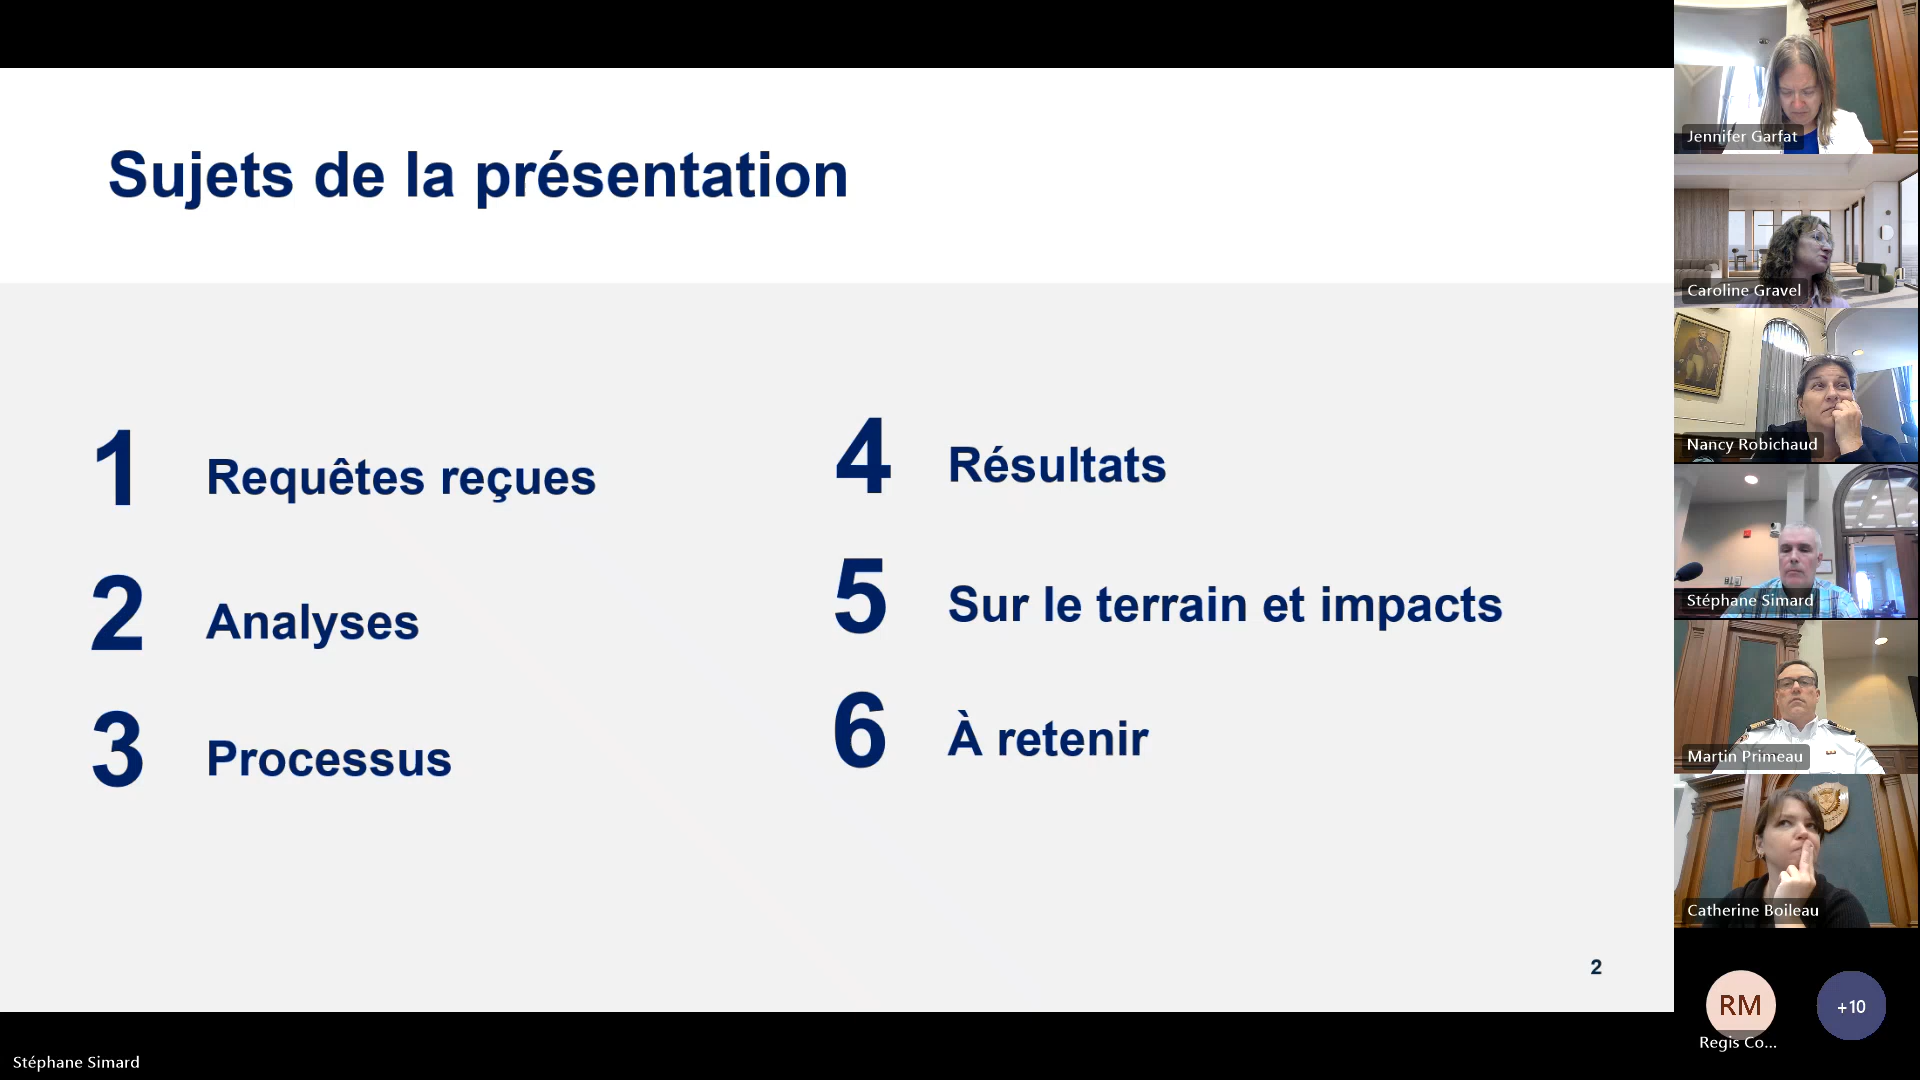 Sujets de la présentation
1 Requêtes reçues
2 Analyses
3 Processus
4 Résultats
5 Sur le terrain et impacts
6 À retenir
2
Stéphane Simard
Jennifer Garfat
Caroline Gravel
Nancy Robichaud
Stéphane Simard
Martin Primeau
Catherine Boileau
RM
Regis Co...
+10